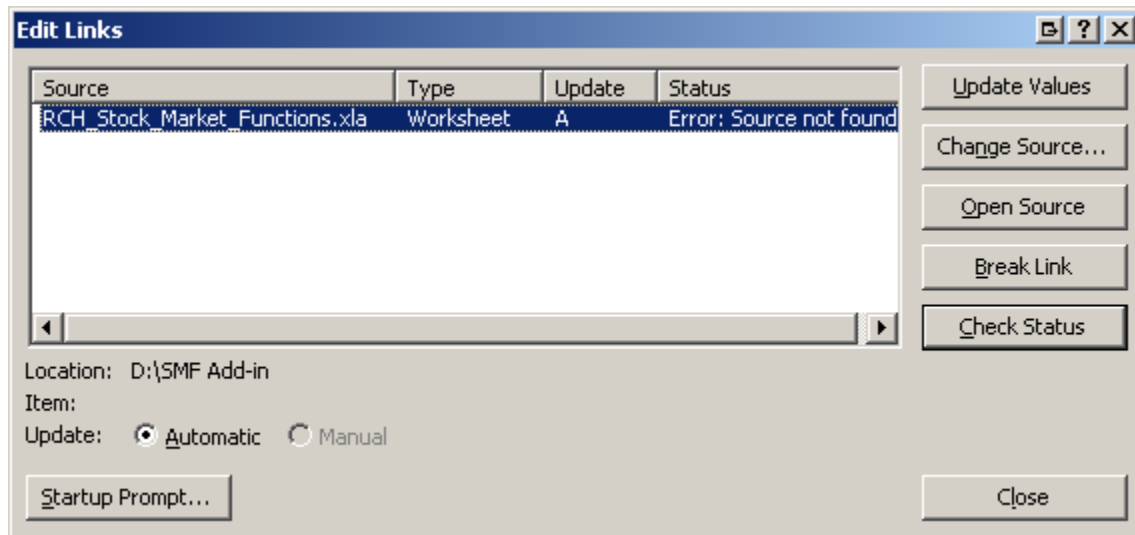 Edit Links
Source Type Update Status
RCH_Stock_Market_Functions.xla Worksheet A Error: Source not found
Update Values
Change Source...
Open Source
Break Link
Check Status
Location: D:\SMF Add-in
Item:
Update: Automatic Manual
Startup Prompt... Close